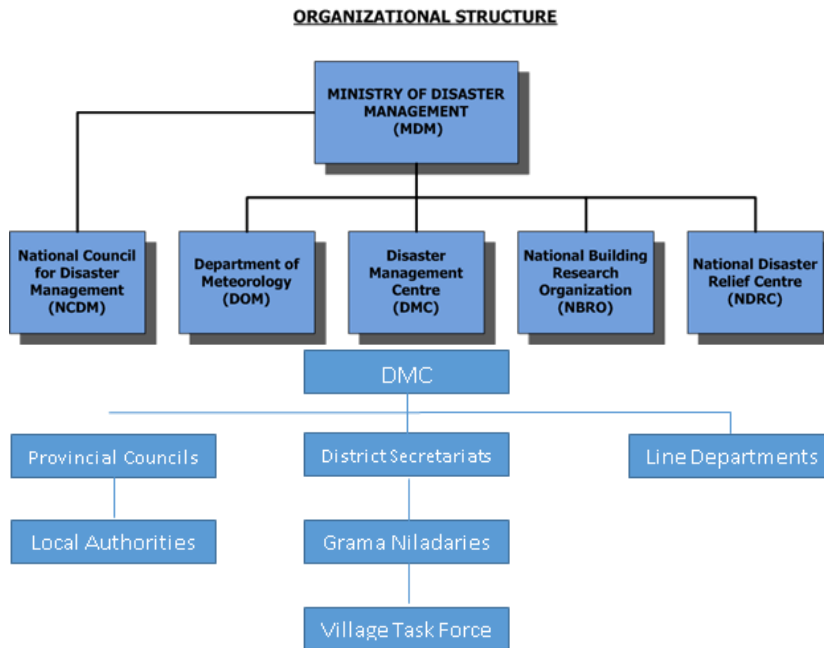 ORGANIZATIONAL STRUCTURE
MINISTRY OF DISASTER
MANAGEMENT
(MDM)
National Council
for Disaster
Management
(NCDM)
Department of
Meteorology
(DOM)
Disaster
Management
Centre
(DMC)
National Building
Research
Organization
(NBRO)
National Disaster
Relief Centre
(NDRC)
DMC
Provincial Councils
District Secretariats
Line Departments
Local Authorities
Grama Niladaries
Village Task Force